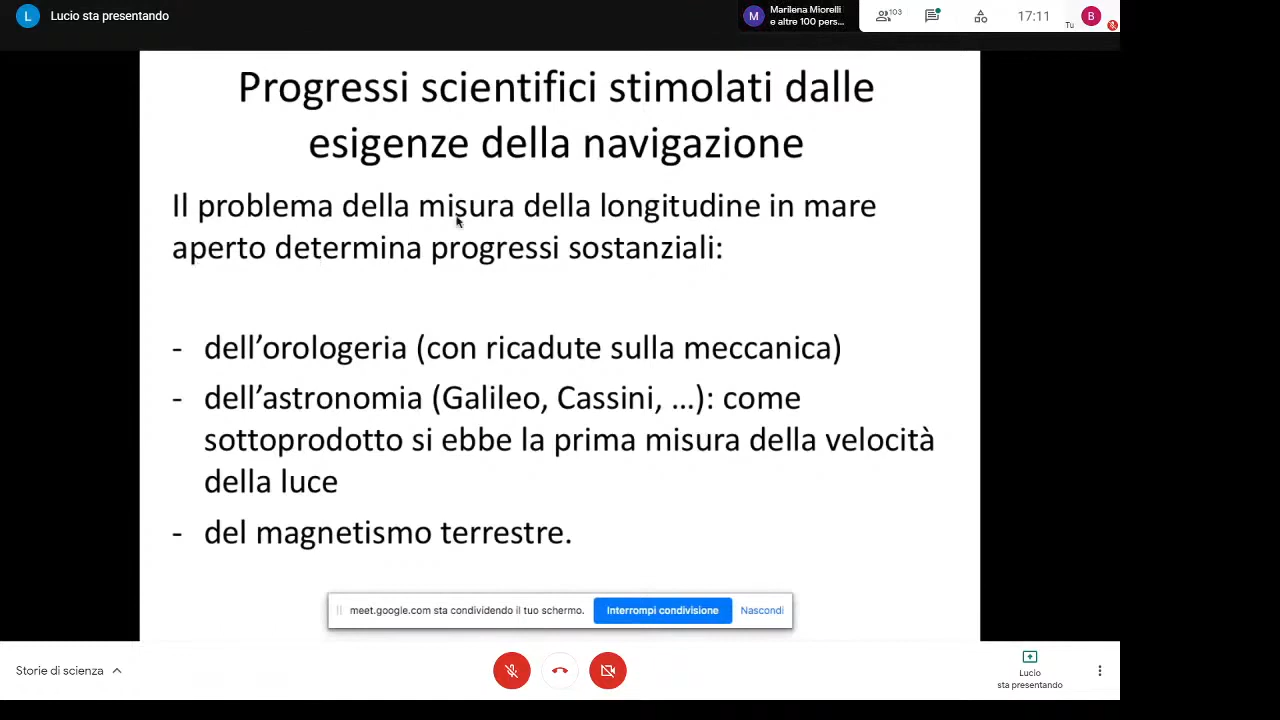 L Lucio sta presentando
M Marilena Miorelli
e altre 100 pers...
103
17:11
Tu
B
Progressi scientifici stimolati dalle
esigenze della navigazione
Il problema della misura della longitudine in mare
aperto determina progressi sostanziali:
- dell’orologeria (con ricadute sulla meccanica)
- dell’astronomia (Galileo, Cassini, …): come
sottoprodotto si ebbe la prima misura della velocità
della luce
- del magnetismo terrestre.
meet.google.com sta condividendo il tuo schermo. Interrompi condivisione Nascondi
Storie di scienza
Lucio
sta presentando